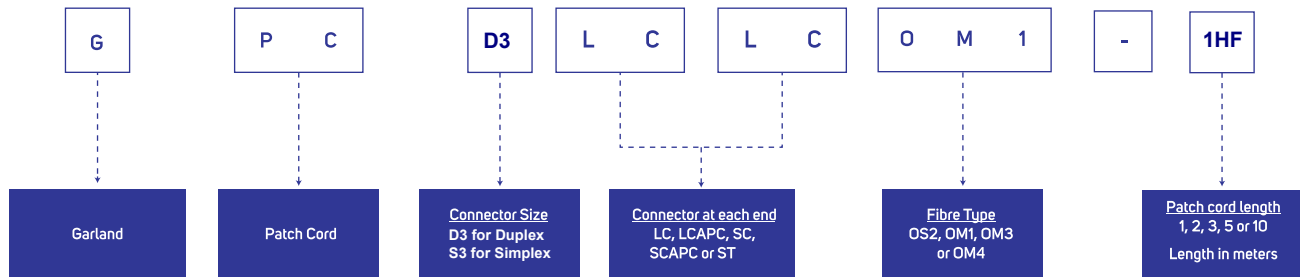 G P C D3 L C L C O M 1 - 1HF
Garland
Patch Cord
Connector Size
D3 for Duplex
S3 for Simplex
Connector at each end
LC, LCAPC, SC,
SCAPC or ST
Fibre Type
OS2, OM1, OM3
or OM4
Patch cord length
1, 2, 3, 5 or 10
Length in meters